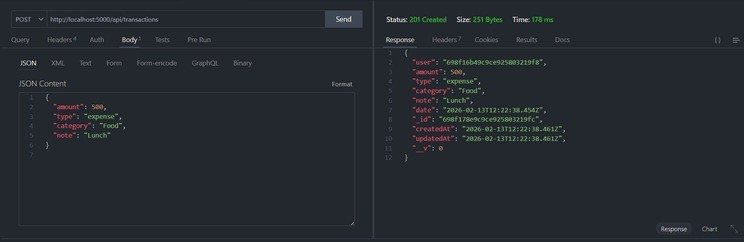 POST http://localhost:5000/api/transactions Send
Query Headers 4 Auth Body 1 Tests Pre Run
JSON XML Text Form Form-encode GraphQL Binary
JSON Content Format
1 {
2 "amount": 500,
3 "type": "expense",
4 "category": "Food",
5 "note": "Lunch"
6 }
7
Status: 201 Created Size: 251 Bytes Time: 178 ms
Response Headers 7 Cookies Results Docs { }
1 {
2 "user": "698f16b49c9ce925803219f8",
3 "amount": 500,
4 "type": "expense",
5 "category": "Food",
6 "note": "Lunch",
7 "date": "2026-02-13T12:22:38.454Z",
8 "_id": "698f178e9c9ce925803219fc",
9 "createdAt": "2026-02-13T12:22:38.461Z",
10 "updatedAt": "2026-02-13T12:22:38.461Z",
11 "__v": 0
12 }
Response Chart